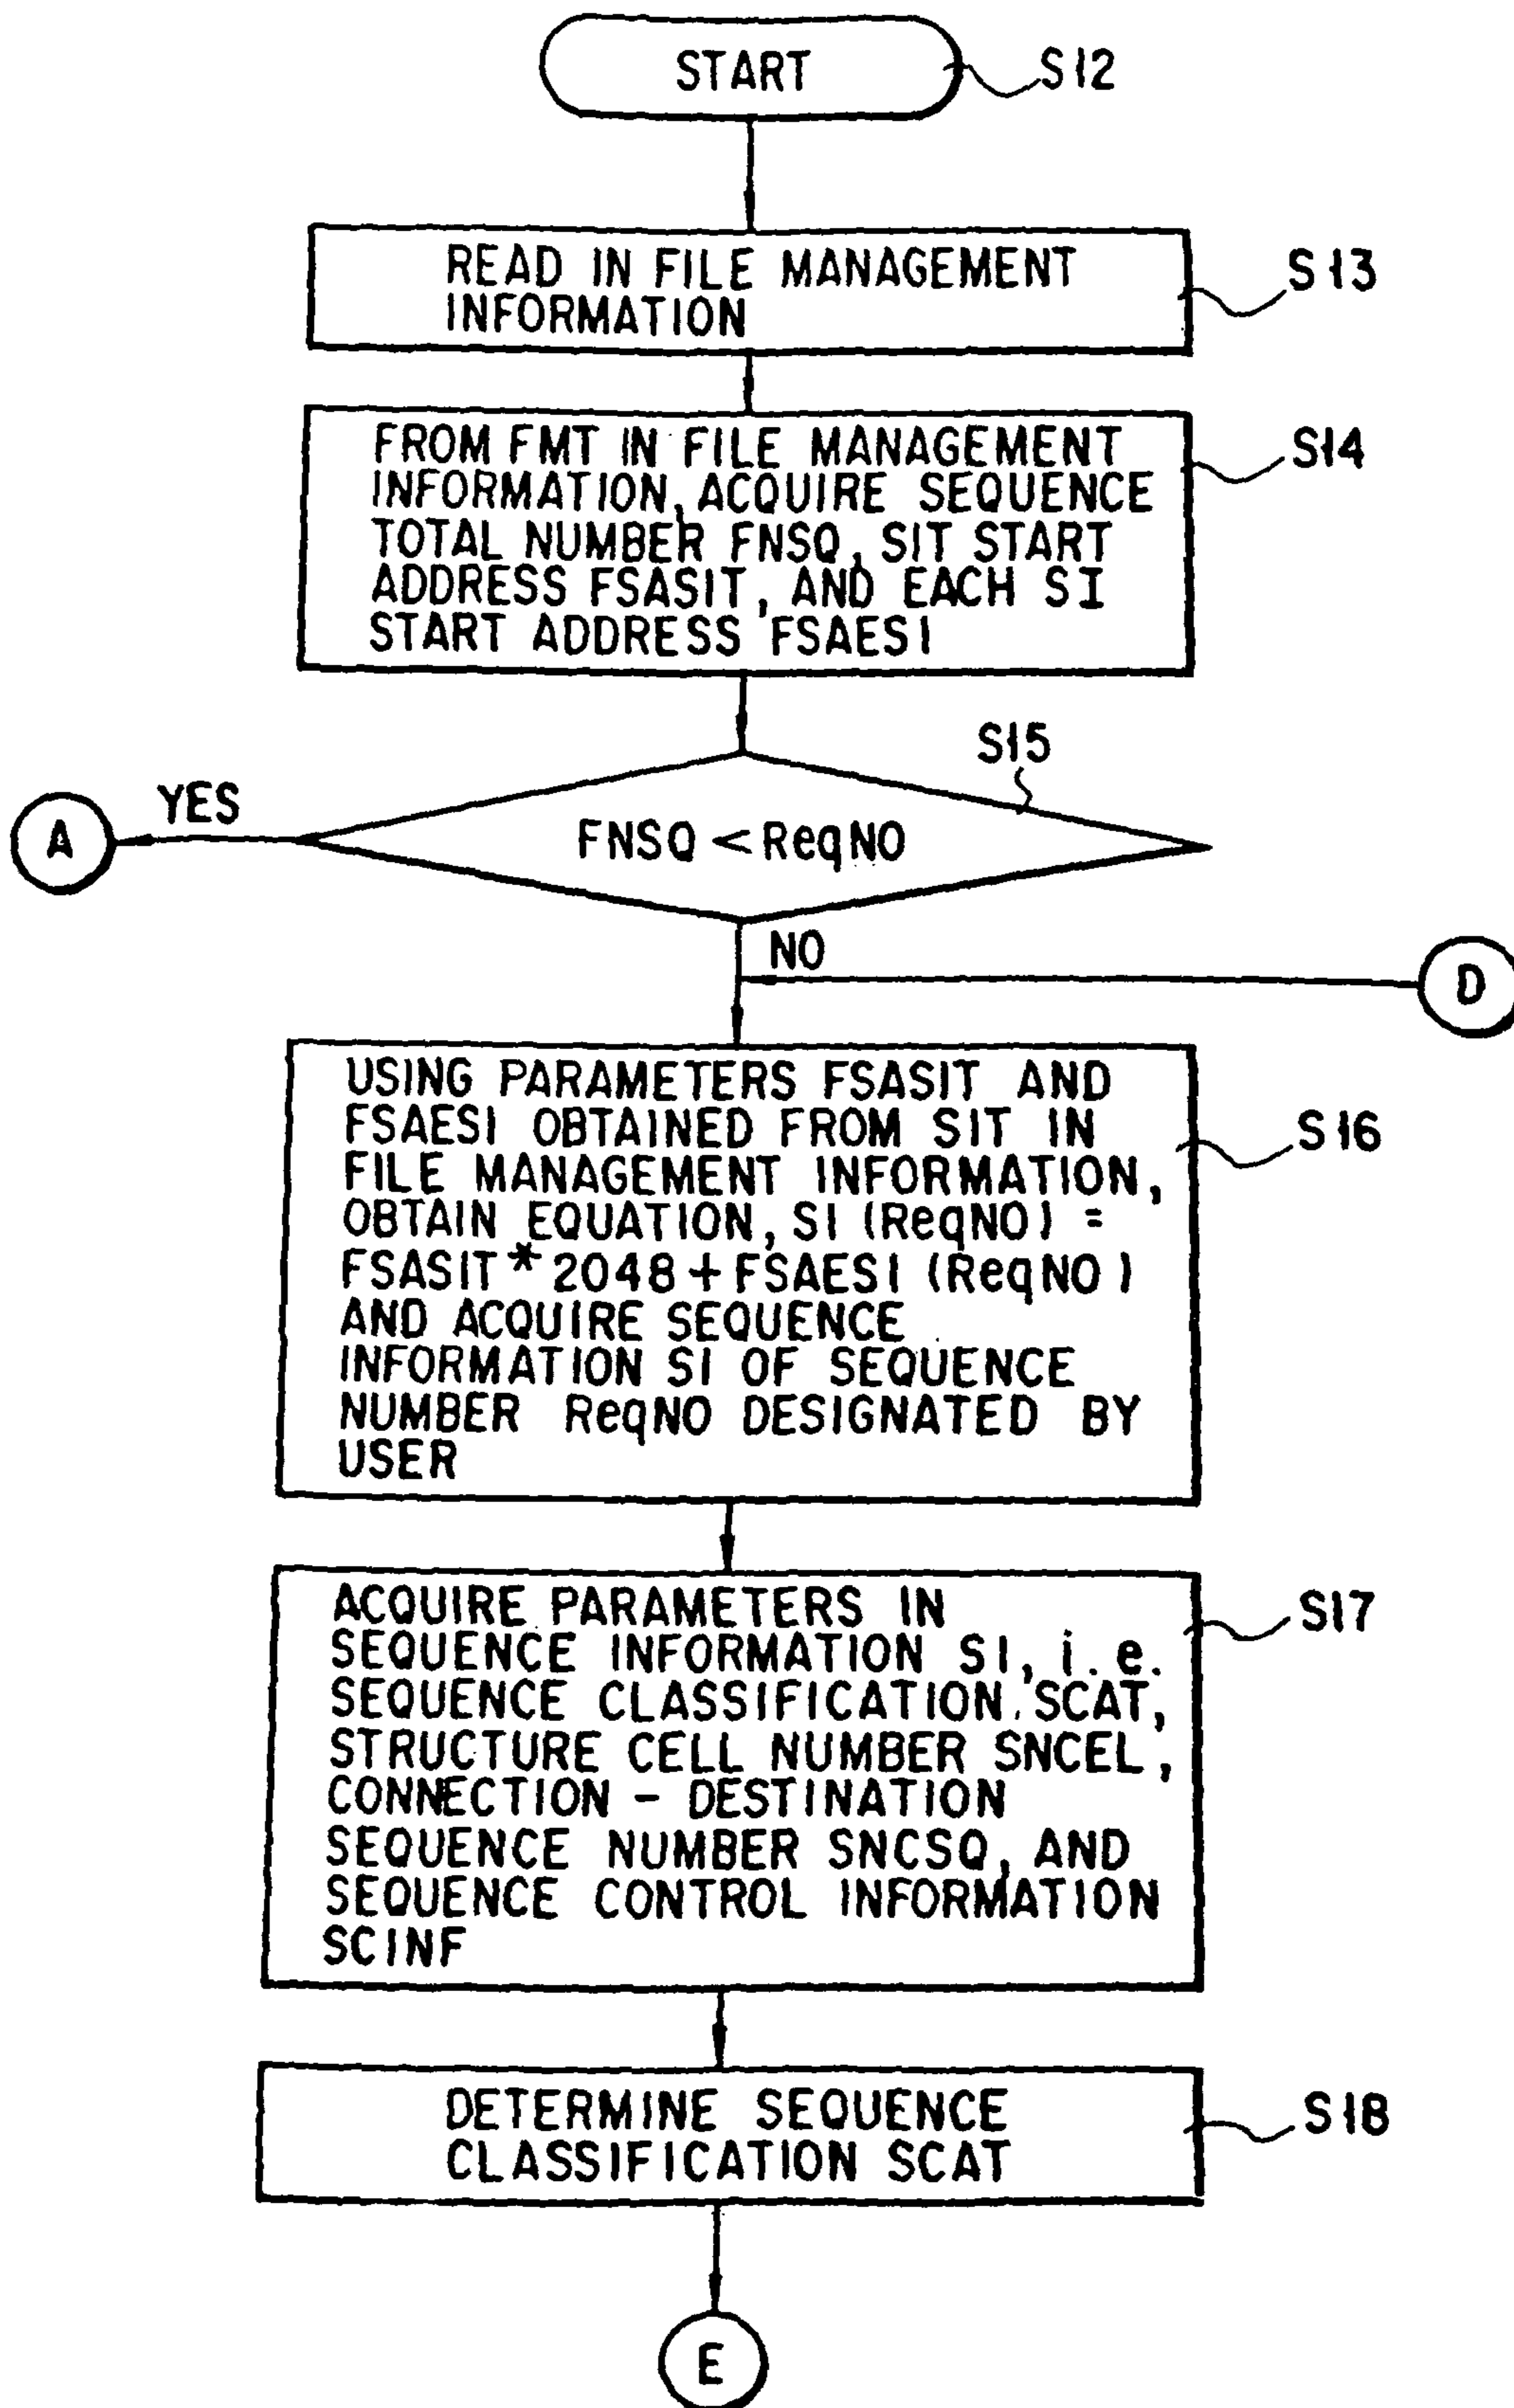 START
S12
READ IN FILE MANAGEMENT
INFORMATION
S13
FROM FMT IN FILE MANAGEMENT
INFORMATION, ACQUIRE SEQUENCE
TOTAL NUMBER FNSQ, SIT START
ADDRESS FSASIT, AND EACH SI
START ADDRESS FSAESI
S14
S15
YES
A
FNSQ < ReqNO
NO
D
USING PARAMETERS FSASIT AND
FSAESI OBTAINED FROM SIT IN
FILE MANAGEMENT INFORMATION,
OBTAIN EQUATION, SI (ReqNO) =
FSASIT * 2048 + FSAESI (ReqNO)
AND ACQUIRE SEQUENCE
INFORMATION SI OF SEQUENCE
NUMBER ReqNO DESIGNATED BY
USER
S16
ACQUIRE PARAMETERS IN
SEQUENCE INFORMATION SI, i.e.
SEQUENCE CLASSIFICATION SCAT,
STRUCTURE CELL NUMBER SNCEL,
CONNECTION - DESTINATION
SEQUENCE NUMBER SNCSQ, AND
SEQUENCE CONTROL INFORMATION
SCINF
S17
DETERMINE SEQUENCE
CLASSIFICATION SCAT
S18
E